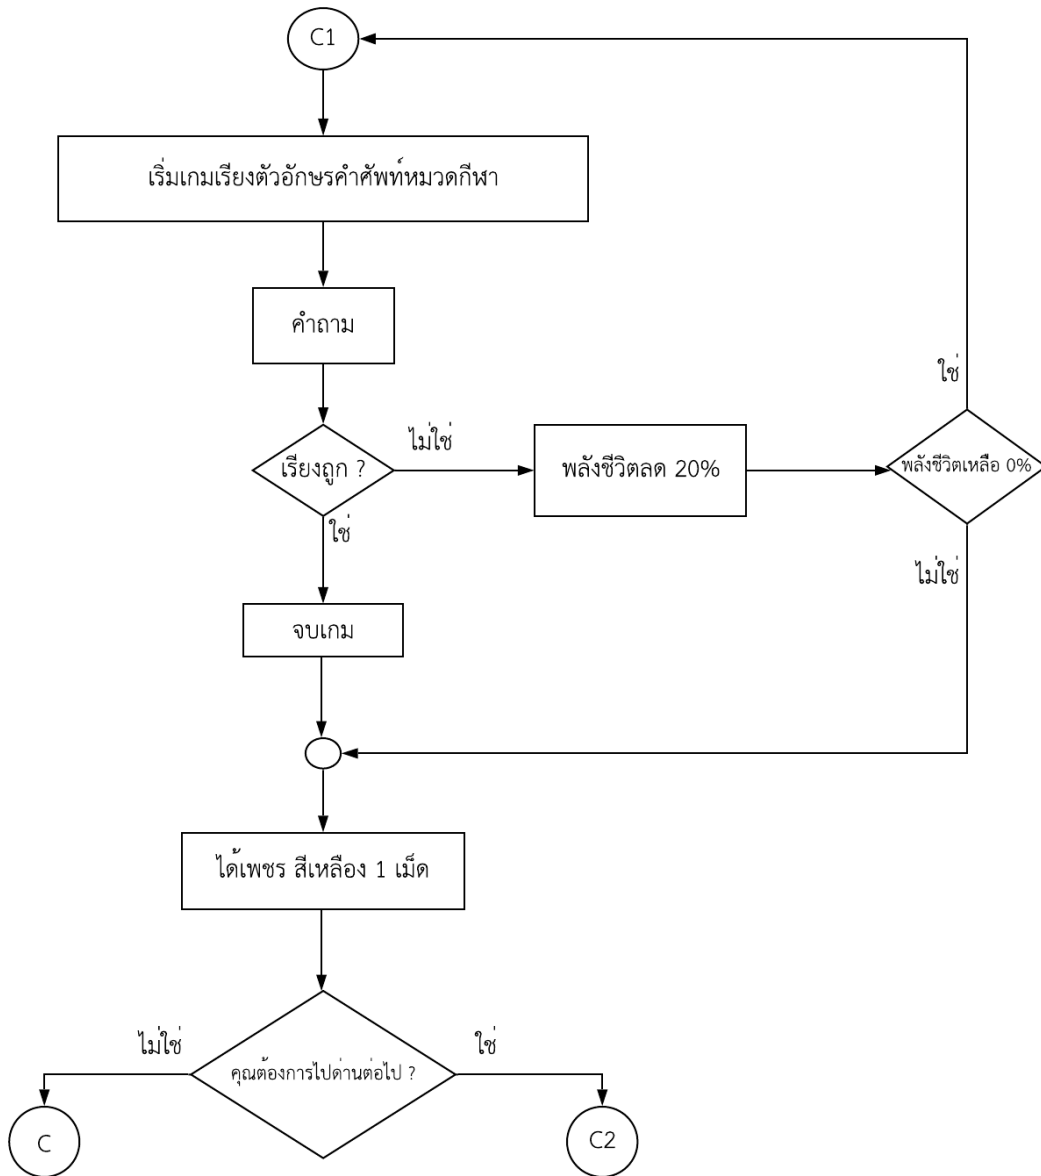 C1
เริ่มเกมเรียงตัวอักษรคำศัพท์หมวดกีฬา
คำถาม
ใช่
เรียงถูก ?
ไม่ใช่
พลังชีวิตลด 20%
พลังชีวิตเหลือ 0%
ใช่
ไม่ใช่
จบเกม
ได้เพชร สีเหลือง 1 เม็ด
ไม่ใช่
ใช่
คุณต้องการไปด่านต่อไป ?
C
C2